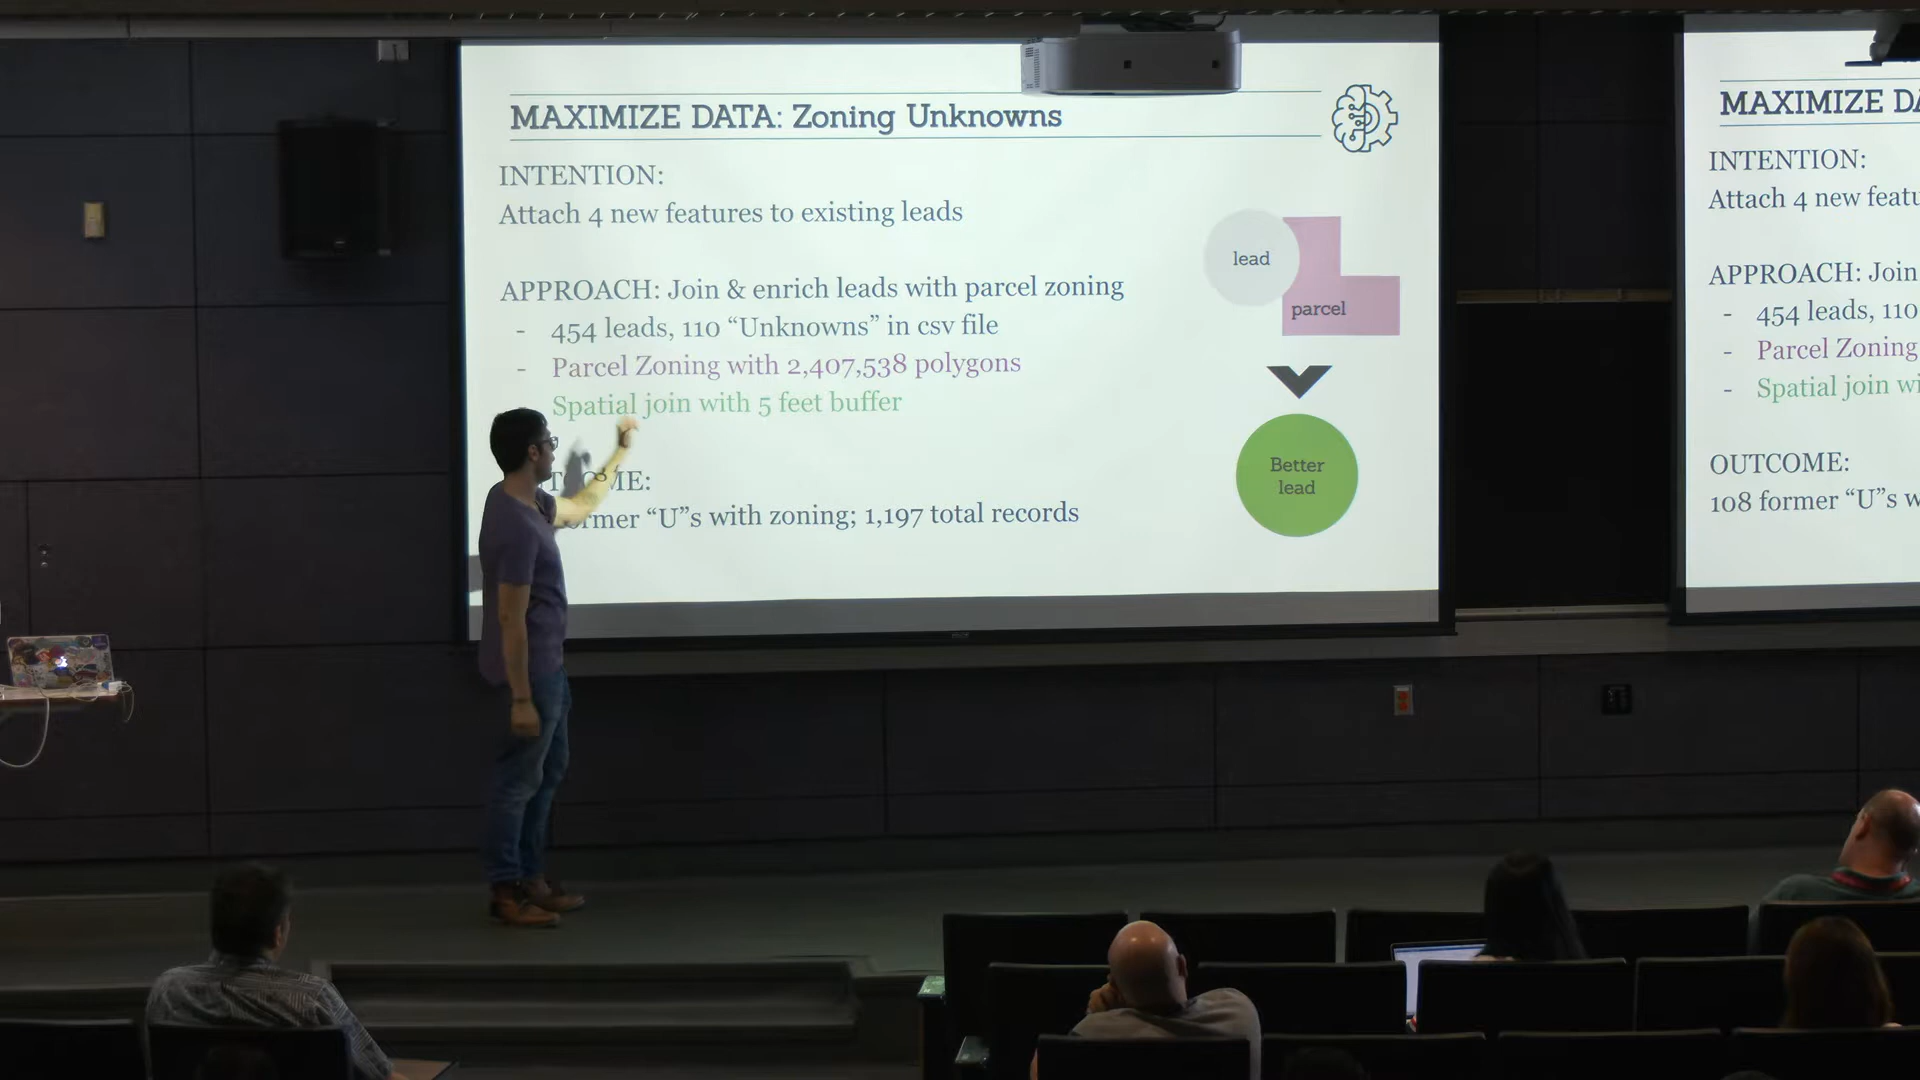 MAXIMIZE DATA: Zoning Unknowns
INTENTION:
Attach 4 new features to existing leads
APPROACH: Join & enrich leads with parcel zoning
- 454 leads, 110 “Unknowns” in csv file
- Parcel Zoning with 2,407,538 polygons
Spatial join with 5 feet buffer
ME:
former “U”s with zoning; 1,197 total records
lead
parcel
Better
lead
MAXIMIZE DA
INTENTION:
Attach 4 new featu
APPROACH: Join
- 454 leads, 110
- Parcel Zoning
- Spatial join wi
OUTCOME:
108 former “U”s w